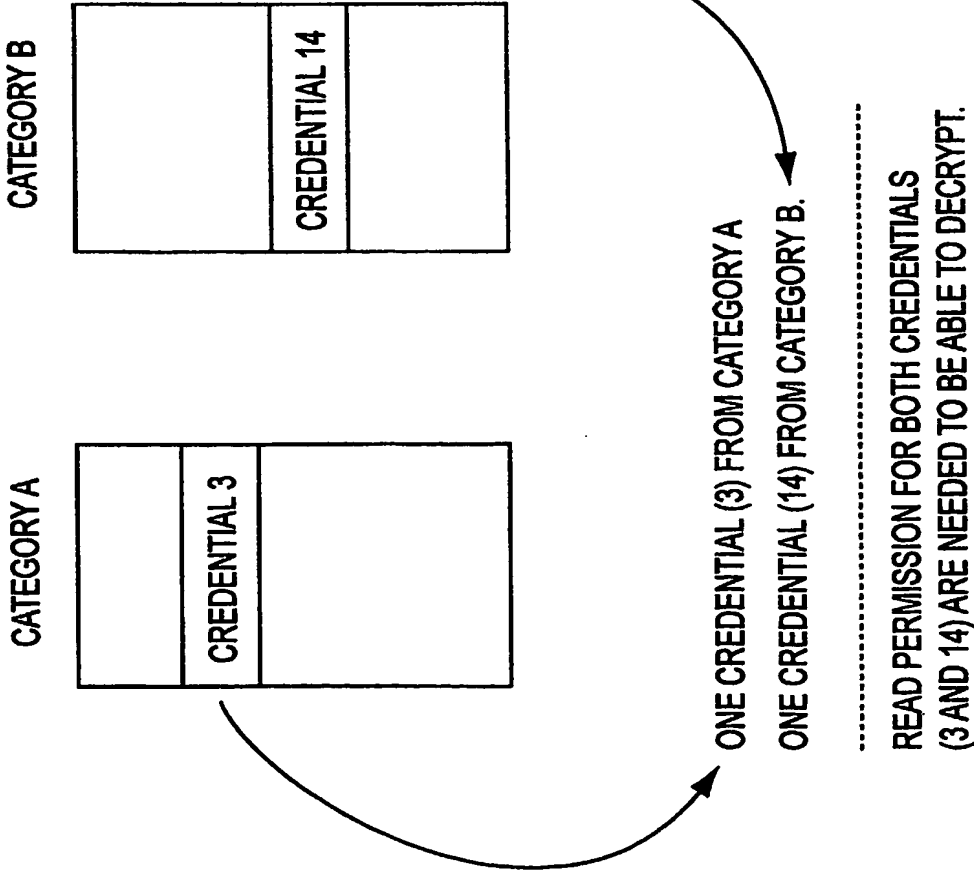 CATEGORY A
CREDENTIAL 3
CATEGORY B
CREDENTIAL 14
ONE CREDENTIAL (3) FROM CATEGORY A
ONE CREDENTIAL (14) FROM CATEGORY B.
READ PERMISSION FOR BOTH CREDENTIALS
(3 AND 14) ARE NEEDED TO BE ABLE TO DECRYPT.